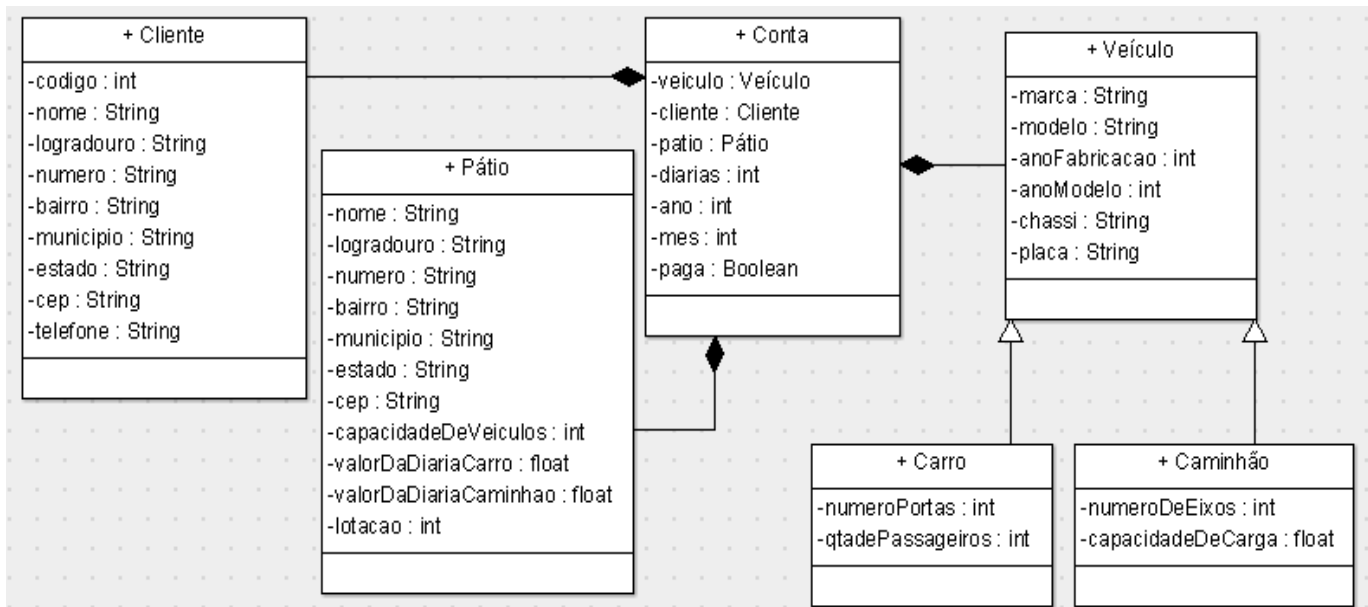 + Cliente
-codigo : int
-nome : String
-logradouro : String
-numero : String
-bairro : String
-municipio : String
-estado : String
-cep : String
-telefone : String
+ Pátio
-nome : String
-logradouro : String
-numero : String
-bairro : String
-municipio : String
-estado : String
-cep : String
-capacidadeDeVeiculos : int
-valorDaDiariaCarro : float
-valorDaDiariaCaminhao : float
-lotacao : int
+ Conta
-veiculo : Veículo
-cliente : Cliente
-patio : Pátio
-diarias : int
-ano : int
-mes : int
-paga : Boolean
+ Veículo
-marca : String
-modelo : String
-anoFabricacao : int
-anoModelo : int
-chassi : String
-placa : String
+ Carro
-numeroPortas : int
-qtadePassageiros : int
+ Caminhão
-numeroDeEixos : int
-capacidadeDeCarga : float